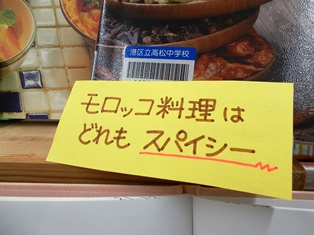 港区立高松中学校
モロッコ料理は
どれも スパイシー